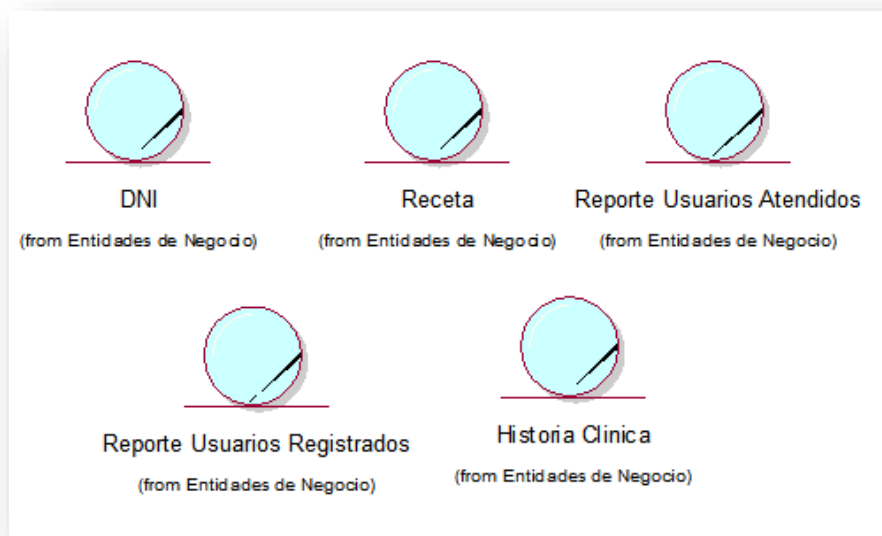 DNI
(from Entidades de Negocio)
Receta
(from Entidades de Negocio)
Reporte Usuarios Atendidos
(from Entidades de Negocio)
Reporte Usuarios Registrados
(from Entidades de Negocio)
Historia Clinica
(from Entidades de Negocio)